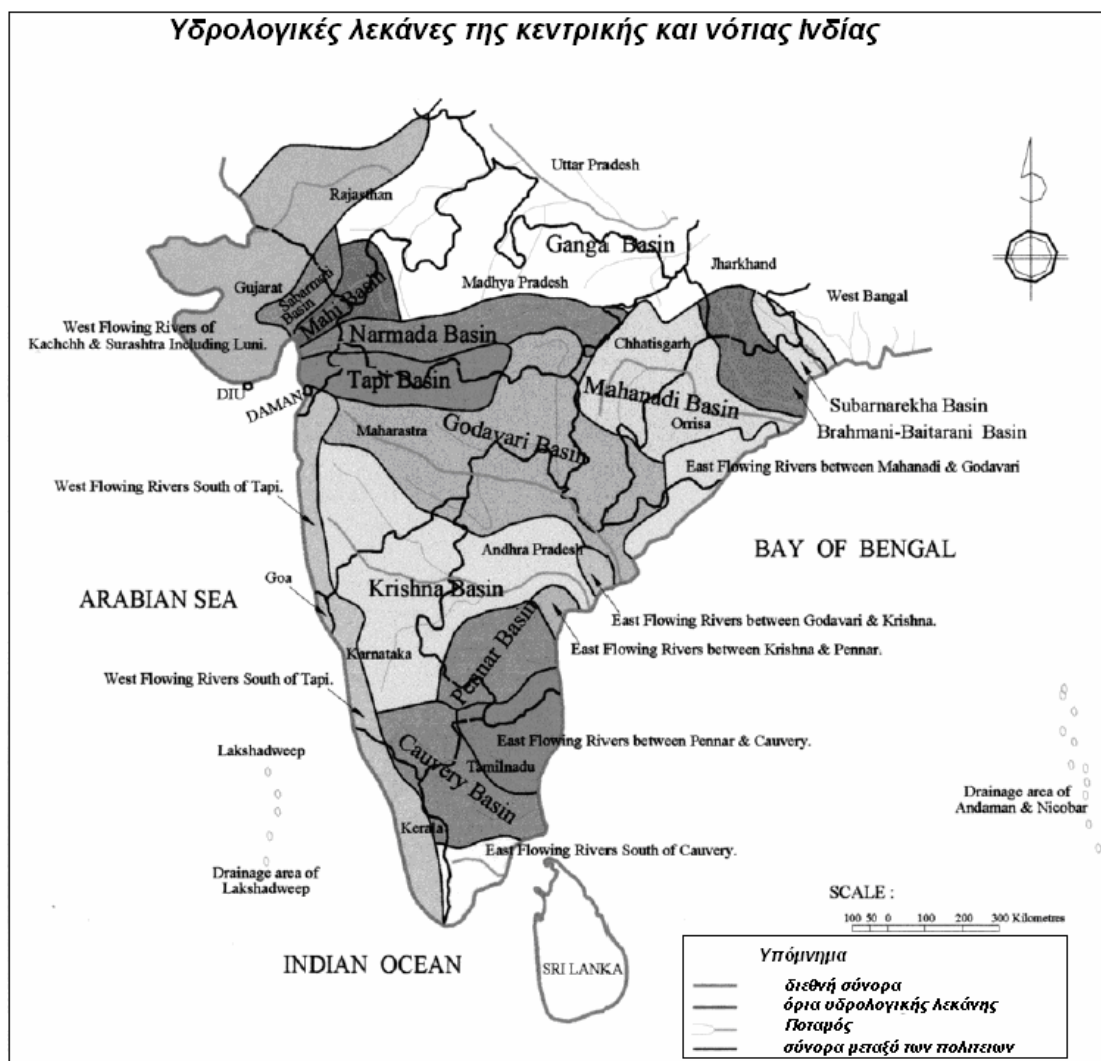 Υδρολογικές λεκάνες της κεντρικής και νότιας Ινδίας
Uttar Pradesh
Rajasthan
Ganga Basin
Jharkhand
Gujarat
Sabarmati
Basin
Mahi Basin
Madhya Pradesh
West Bangal
West Flowing Rivers of
Kachchh & Surashtra Including Luni.
Narmada Basin
Chhatisgarh
Tapi Basin
Mahanadi Basin
DIU
DAMAN
Subarnarekha Basin
Maharastra
Godavari Basin
Orrisa
Brahmani-Baitarani Basin
East Flowing Rivers between Mahanadi & Godavari
West Flowing Rivers South of Tapi.
Andhra Pradesh
BAY OF BENGAL
Goa
Krishna Basin
ARABIAN SEA
East Flowing Rivers between Godavari & Krishna.
East Flowing Rivers between Krishna & Pennar.
Karnataka
Pennar Basin
West Flowing Rivers South of Tapi.
East Flowing Rivers between Pennar & Cauvery.
Lakshadweep
Cauvery Basin
Tamilnadu
Drainage area of
Andaman & Nicobar
Kerala
East Flowing Rivers South of Cauvery.
Drainage area of
Lakshadweep
SCALE :
100 50 0 100 200 300 Kilometres
INDIAN OCEAN
SRI LANKA
Υπόμνημα
διεθνή σύνορα
όρια υδρολογικής λεκάνης
Ποταμός
σύνορα μεταξύ των πολιτειων